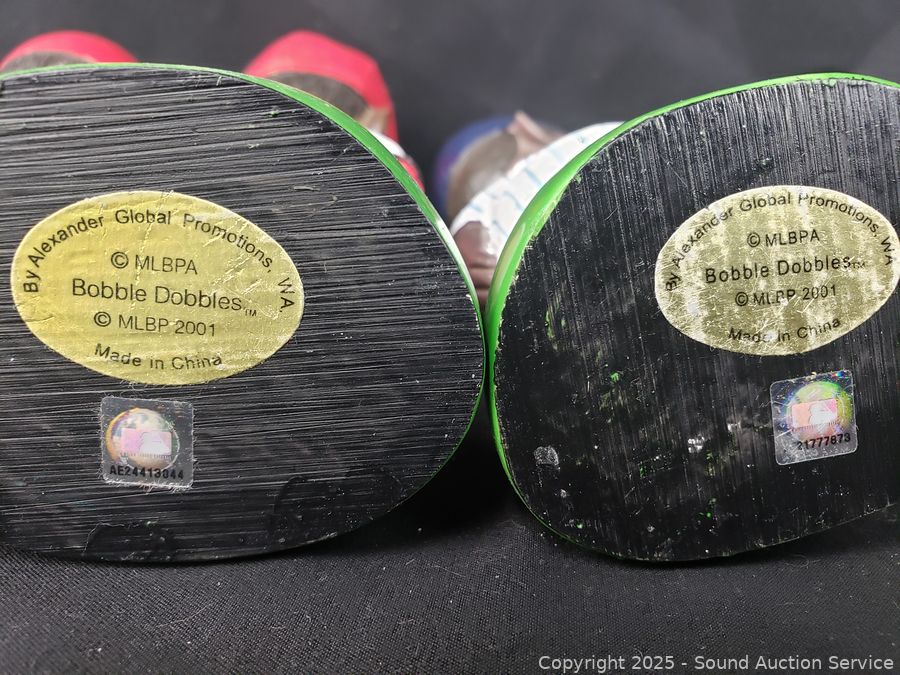 By Alexander Global Promotions, WA.
© MLBPA
Bobble Dobbles™
© MLBP 2001
Made in China
AE24413044
By Alexander Global Promotions, WA
© MLBPA
Bobble Dobbles™
© MLBP 2001
Made in China
21777873
Copyright © 2025 - Sound Auction Service